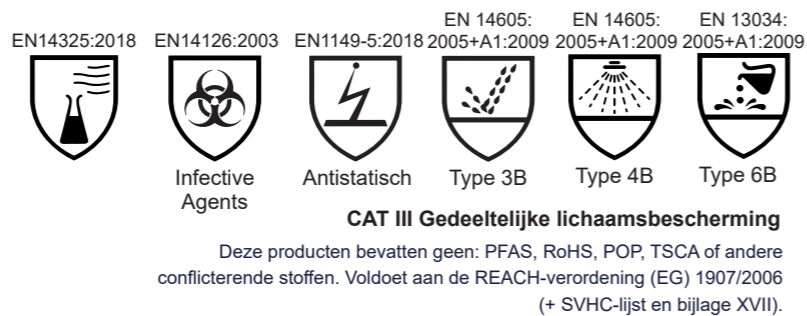 EN14325:2018
EN14126:2003
Infective
Agents
EN1149-5:2018
Antistatisch
EN 14605:
2005+A1:2009
Type 3B
EN 14605:
2005+A1:2009
Type 4B
EN 13034:
2005+A1:2009
Type 6B
CAT III Gedeeltelijke lichaamsbescherming
Deze producten bevatten geen: PFAS, RoHS, POP, TSCA of andere
conflicterende stoffen. Voldoet aan de REACH-verordening (EG) 1907/2006
(+ SVHC-lijst en bijlage XVII).